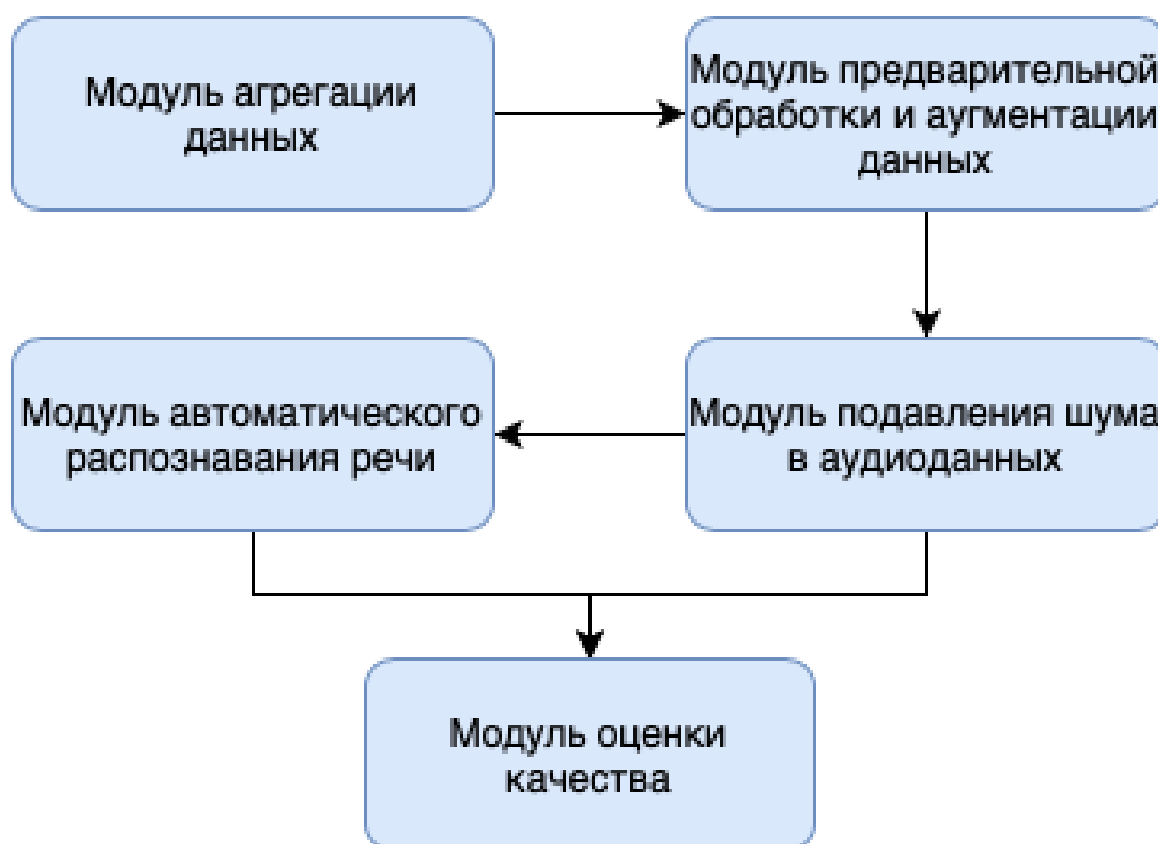 Модуль агрегации
данных
Модуль предварительной
обработки и аугментации
данных
Модуль автоматического
распознавания речи
Модуль подавления шума
в аудиоданных
Модуль оценки
качества